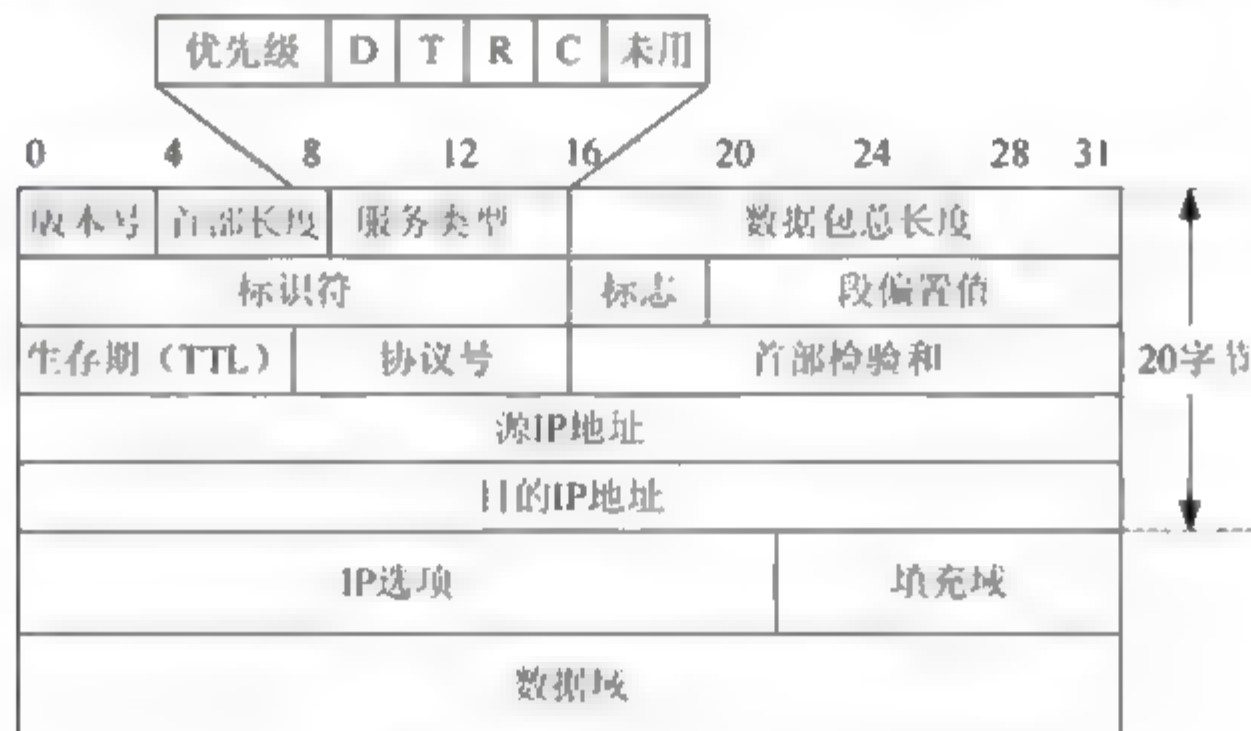 优先级 D T R C 未用
0 4 8 12 16 20 24 28 31
版本号 首部长度 服务类型 数据包总长度
标识符 标志 段偏置值
生存期（TTL） 协议号 首部检验和
20字节
源IP地址
目的IP地址
IP选项 填充域
数据域